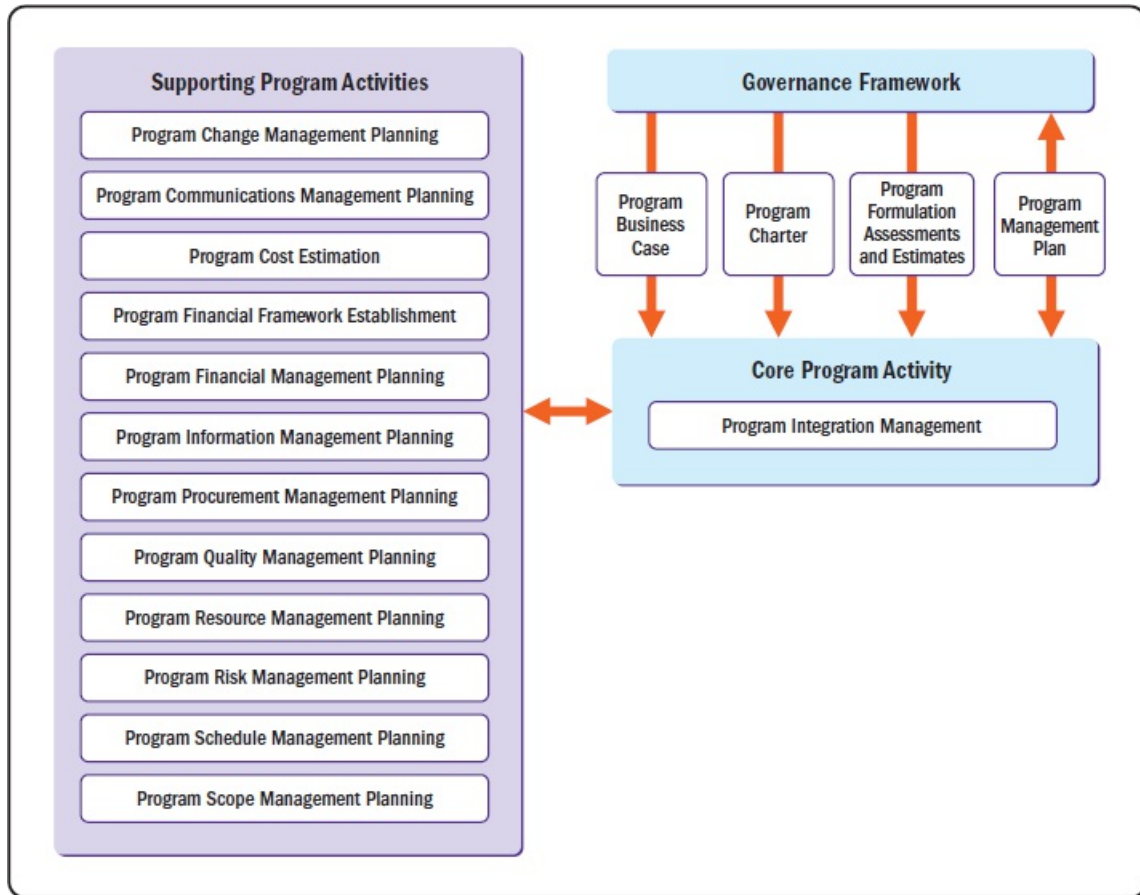 Supporting Program Activities
Program Change Management Planning
Program Communications Management Planning
Program Cost Estimation
Program Financial Framework Establishment
Program Financial Management Planning
Program Information Management Planning
Program Procurement Management Planning
Program Quality Management Planning
Program Resource Management Planning
Program Risk Management Planning
Program Schedule Management Planning
Program Scope Management Planning
Governance Framework
Program
Business
Case
Program
Charter
Program
Formulation
Assessments
and Estimates
Program
Management
Plan
Core Program Activity
Program Integration Management